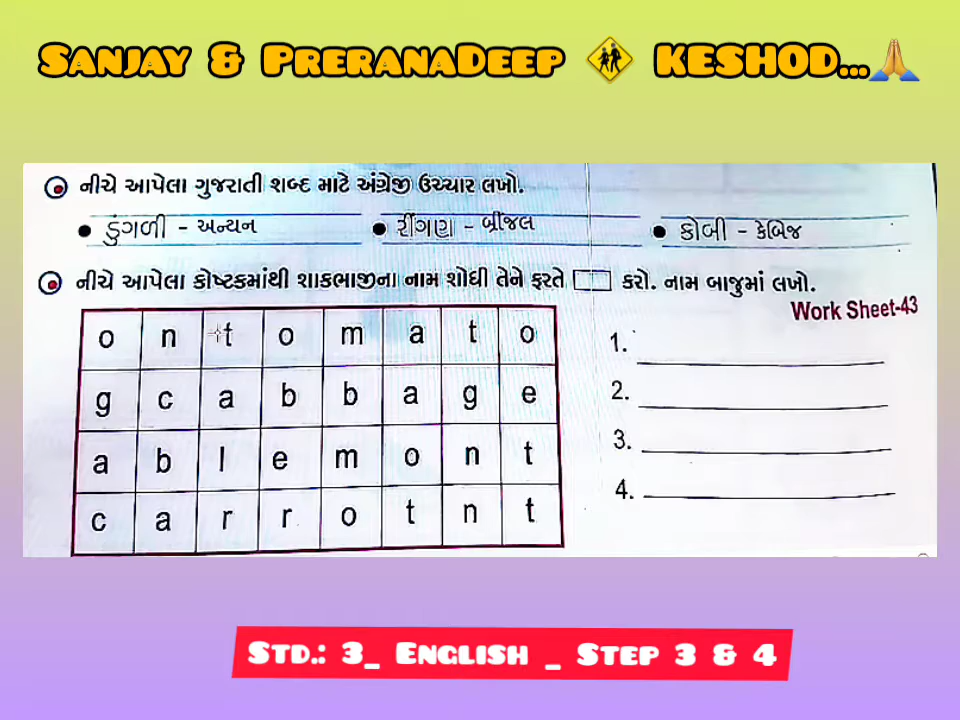 SANJAY & PRERANADEEP 🚸 KESHOD...🙏
નીચે આપેલા ગુજરાતી શબ્દ માટે અંગ્રેજી ઉચ્ચાર લખો.
● ડુંગળી - અન્યન ● રીંગણ - બ્રીંજલ ● કોબી - કેબિજ
નીચે આપેલા કોષ્ટકમાંથી શાકભાજીના નામ શોધી તેને ફરતે કરો. નામ બાજુમાં લખો.
Work Sheet-43
o n t o m a t o
g c a b b a g e
a b l e m o n t
c a r r o t n t
1.
2.
3.
4.
STD.: 3_ ENGLISH _ STEP 3 & 4